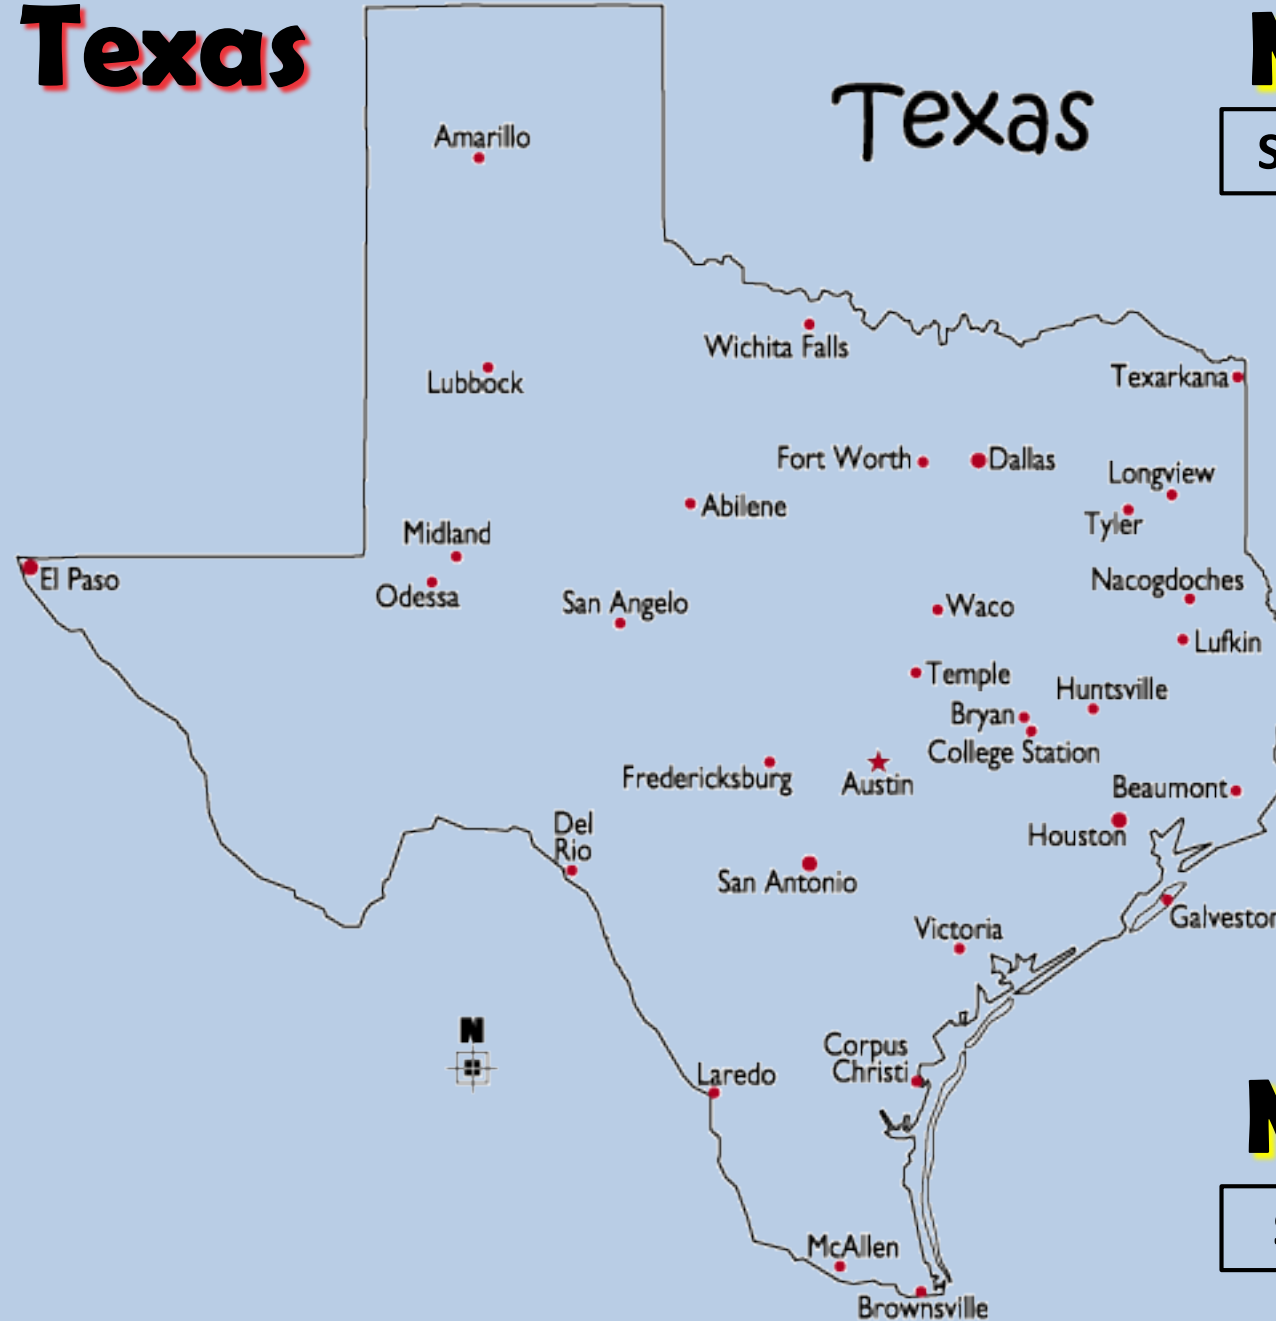 Texas
Texas
Amarillo
Wichita Falls
Lubbock
Texarkana
Fort Worth
Dallas
Longview
Abilene
Tyler
Midland
El Paso
Odessa
San Angelo
Nacogdoches
Waco
Lufkin
Temple
Huntsville
Bryan
College Station
Fredericksburg
Austin
Beaumont
Del
Rio
Houston
San Antonio
Victoria
N
Corpus
Christi
Laredo
McAllen
Brownsville